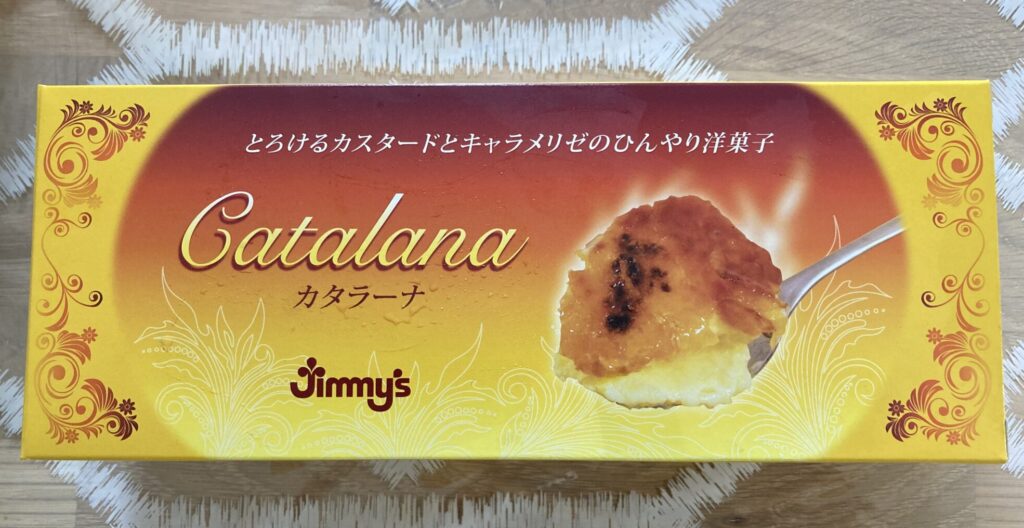 とろけるカスタードとキャラメリゼのひんやり洋菓子
Catalana
カタラーナ
Jimmy's